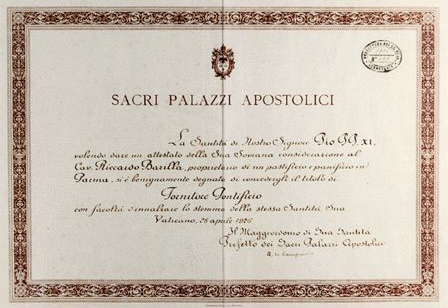 SACRI PALAZZI APOSTOLICI
La Santità di Nostro Signore Pio PP. XI.
volendo dare un attestato della Sua Sovrana considerazione al
Cav. Riccardo Barilla, proprietario di un pastificio e panificio in
Parma, si è benignamente degnata di concedergli il titolo di
Fornitore Pontificio
con facoltà d'innalzare lo stemma della stessa Santità Sua
Vaticano, aprile
Il Maggiordomo di Sua Santità
Prefetto dei Sacri Palazzi Apostolici